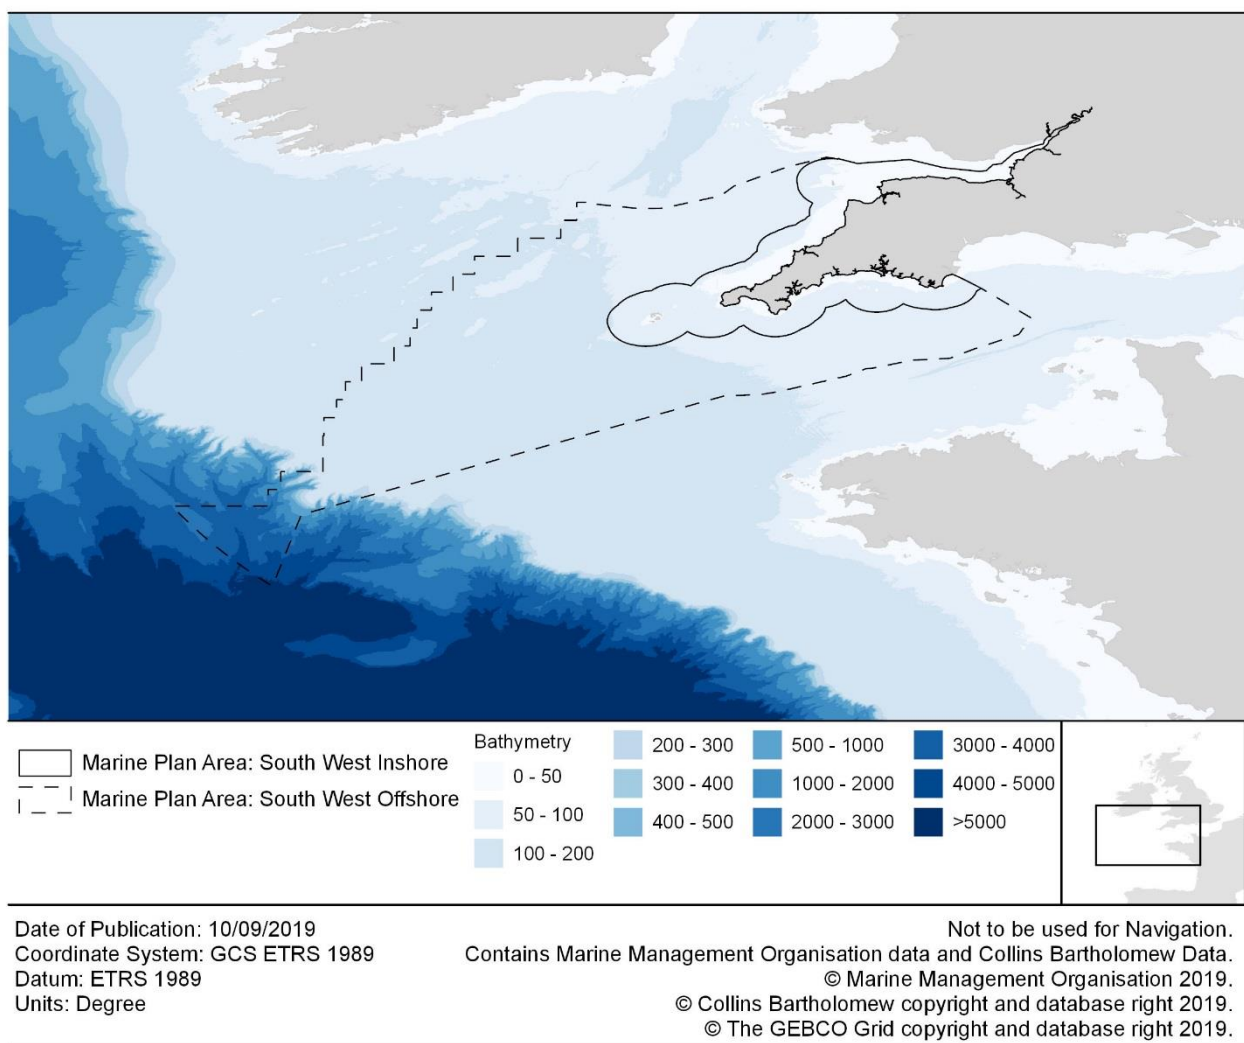 Marine Plan Area: South West Inshore
Marine Plan Area: South West Offshore
Bathymetry
0 - 50
50 - 100
100 - 200
200 - 300
300 - 400
400 - 500
500 - 1000
1000 - 2000
2000 - 3000
3000 - 4000
4000 - 5000
>5000
Date of Publication: 10/09/2019
Coordinate System: GCS ETRS 1989
Datum: ETRS 1989
Units: Degree
Not to be used for Navigation.
Contains Marine Management Organisation data and Collins Bartholomew Data.
© Marine Management Organisation 2019.
© Collins Bartholomew copyright and database right 2019.
© The GEBCO Grid copyright and database right 2019.